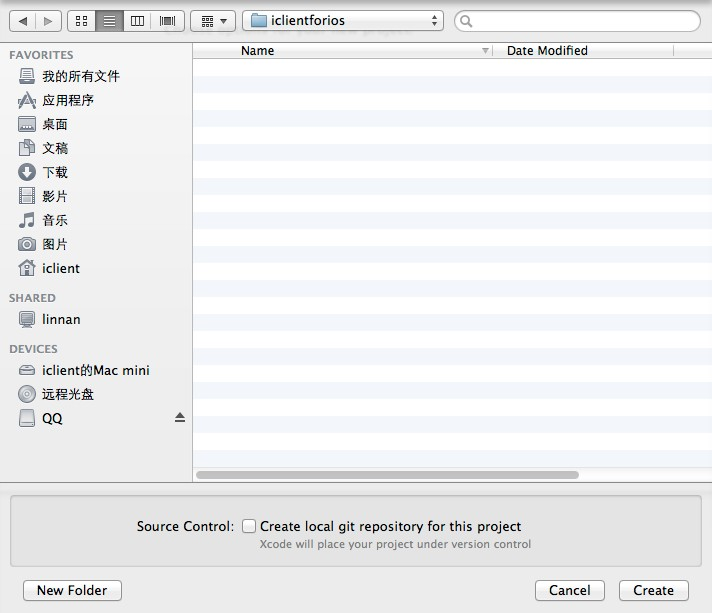 iclientforios
Name
Date Modified
FAVORITES
我的所有文件
应用程序
桌面
文稿
下载
影片
音乐
图片
iclient
SHARED
linnan
DEVICES
iclient的Mac mini
远程光盘
QQ
Source Control: Create local git repository for this project
Xcode will place your project under version control
New Folder
Cancel
Create